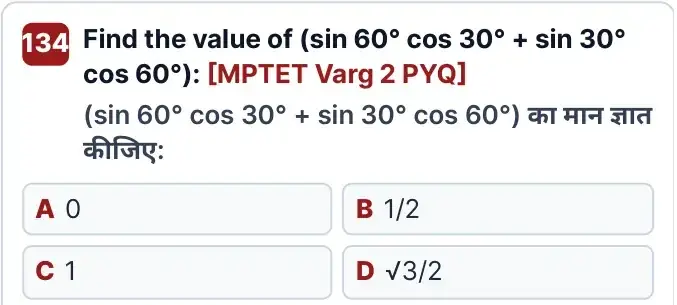 134 Find the value of (sin 60° cos 30° + sin 30°
cos 60°): [MPTET Varg 2 PYQ]
(sin 60° cos 30° + sin 30° cos 60°) का मान ज्ञात
कीजिए:
A 0
B 1/2
C 1
D √3/2